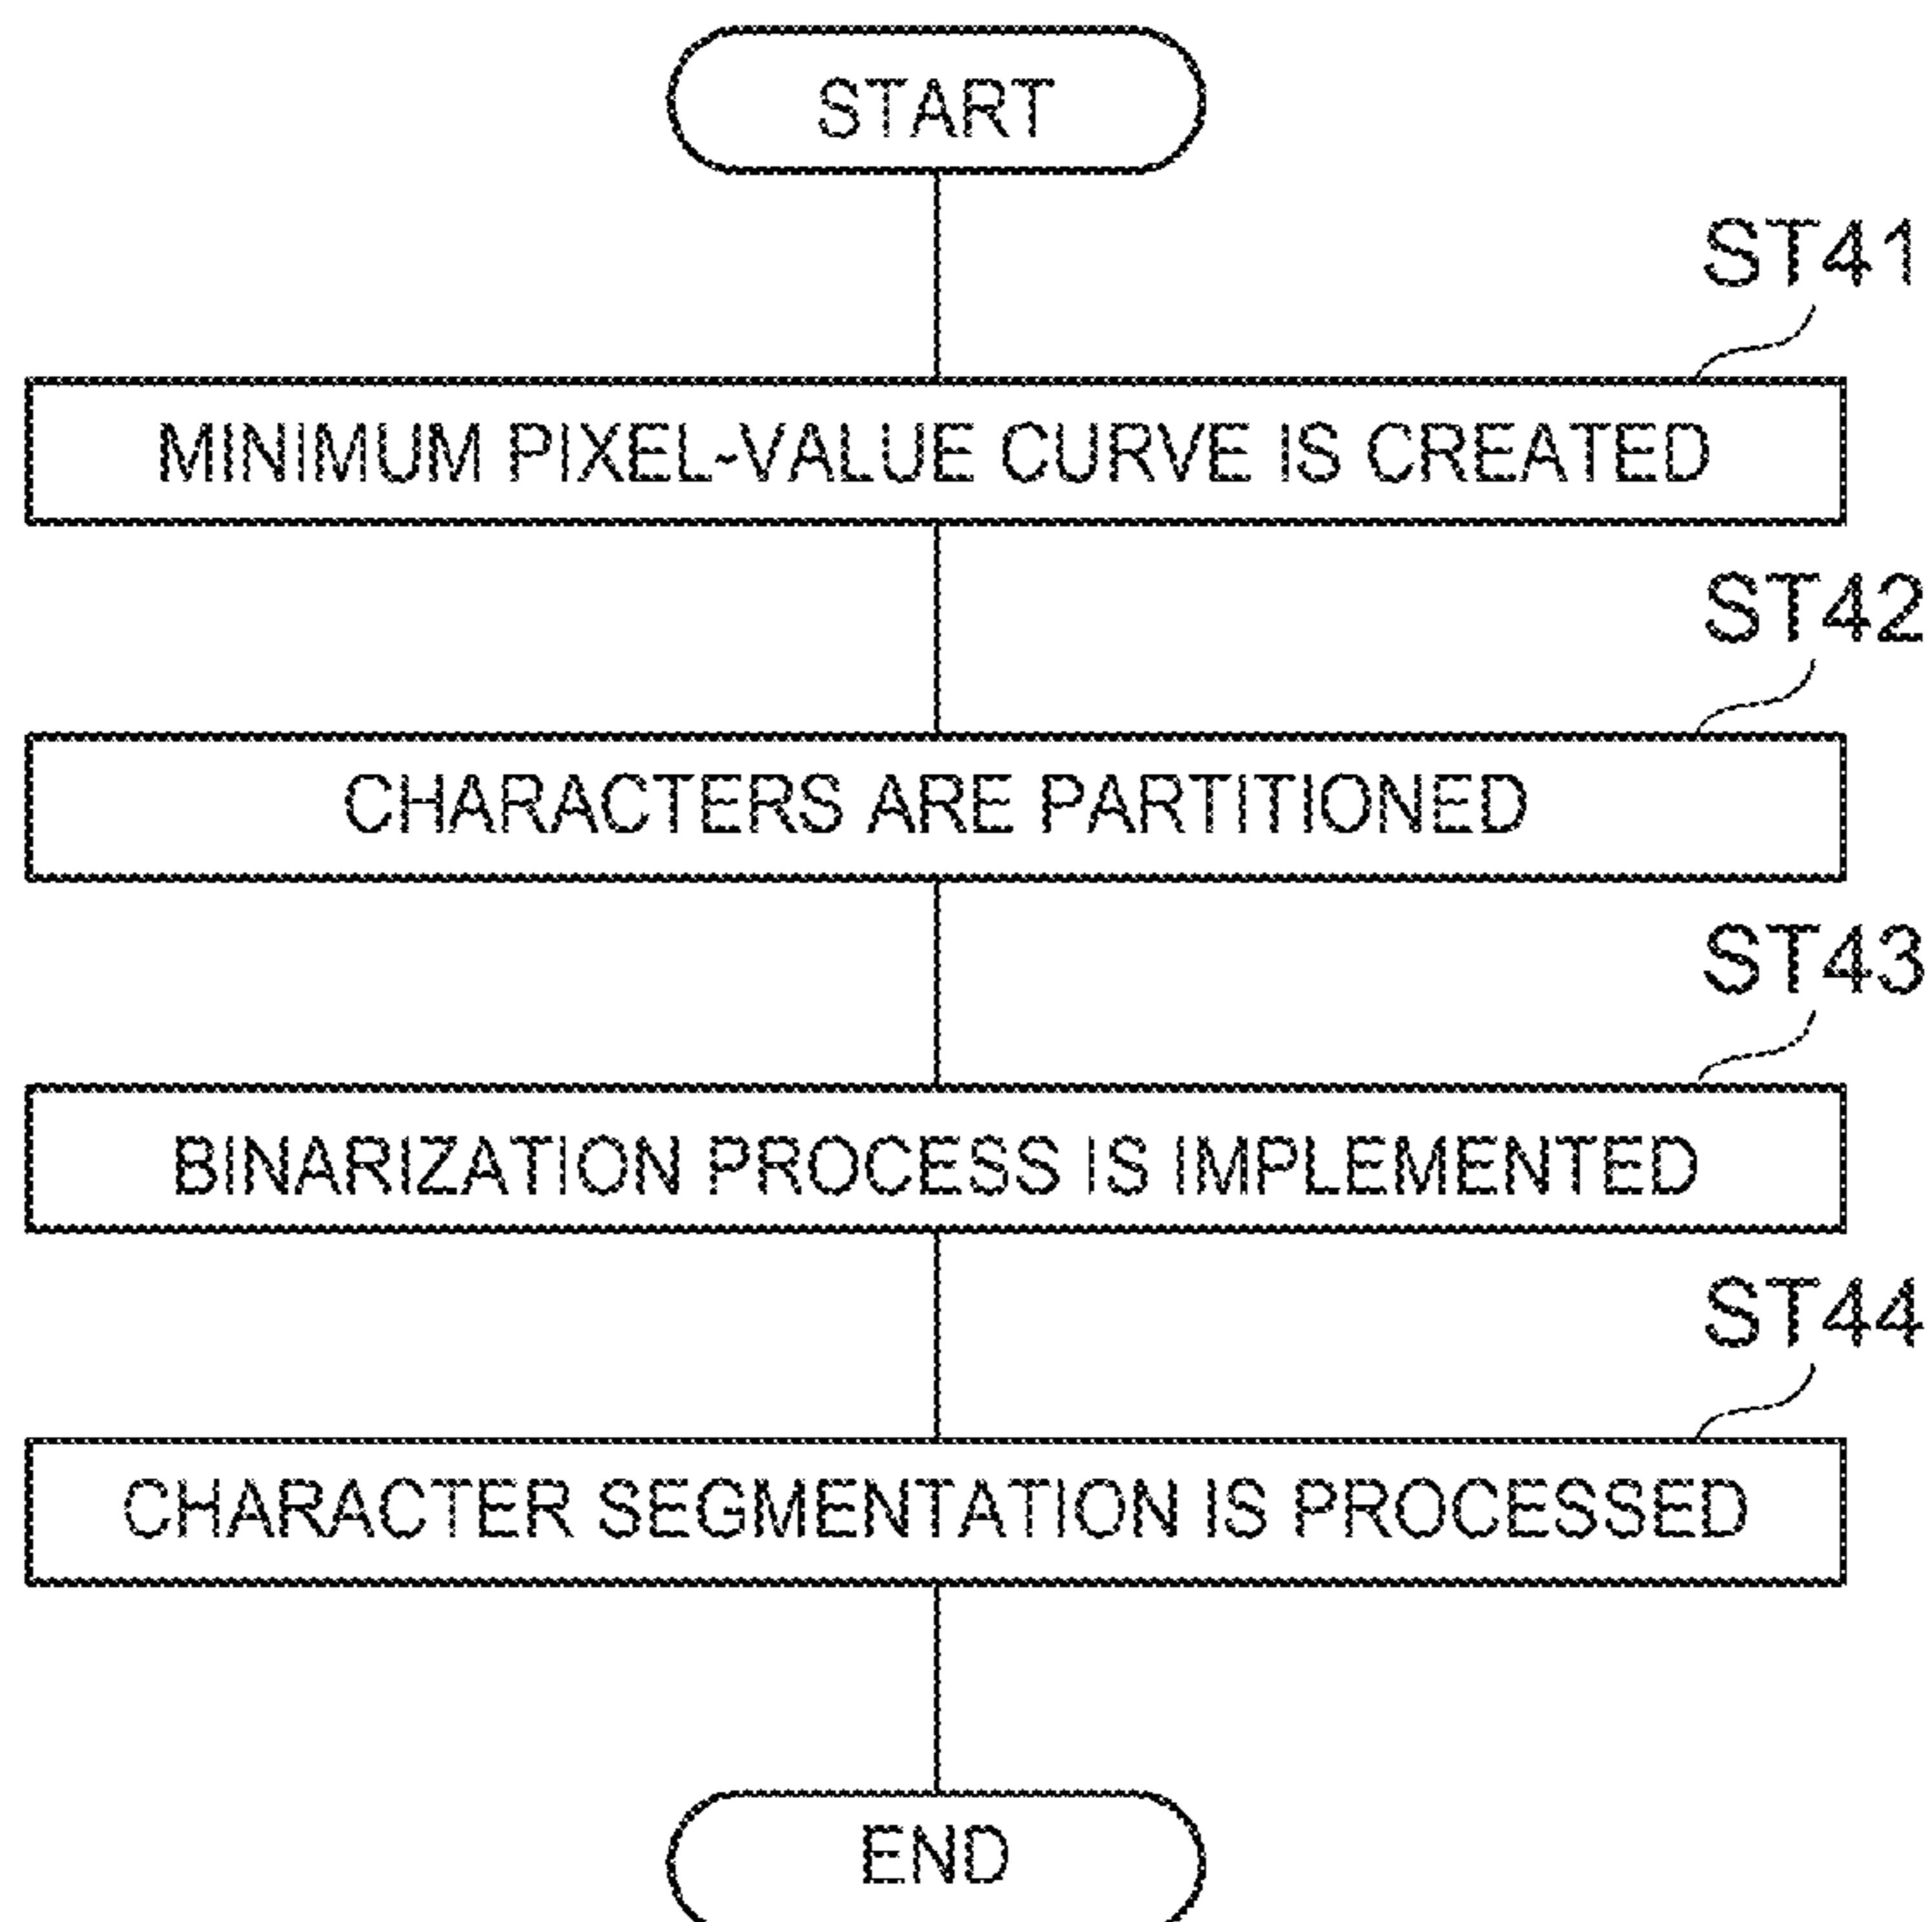 START
ST41
MINIMUM PIXEL-VALUE CURVE IS CREATED
ST42
CHARACTERS ARE PARTITIONED
ST43
BINARIZATION PROCESS IS IMPLEMENTED
ST44
CHARACTER SEGMENTATION IS PROCESSED
END